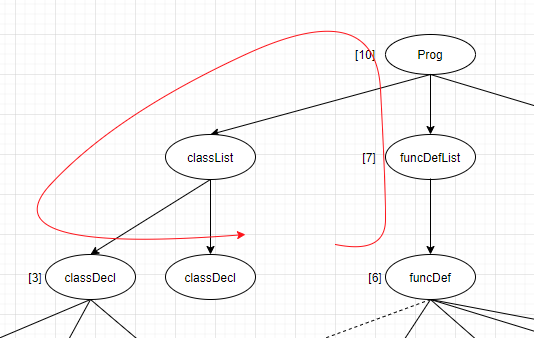 [10] Prog
classList
[7] funcDefList
[3] classDecl
classDecl
[6] funcDef